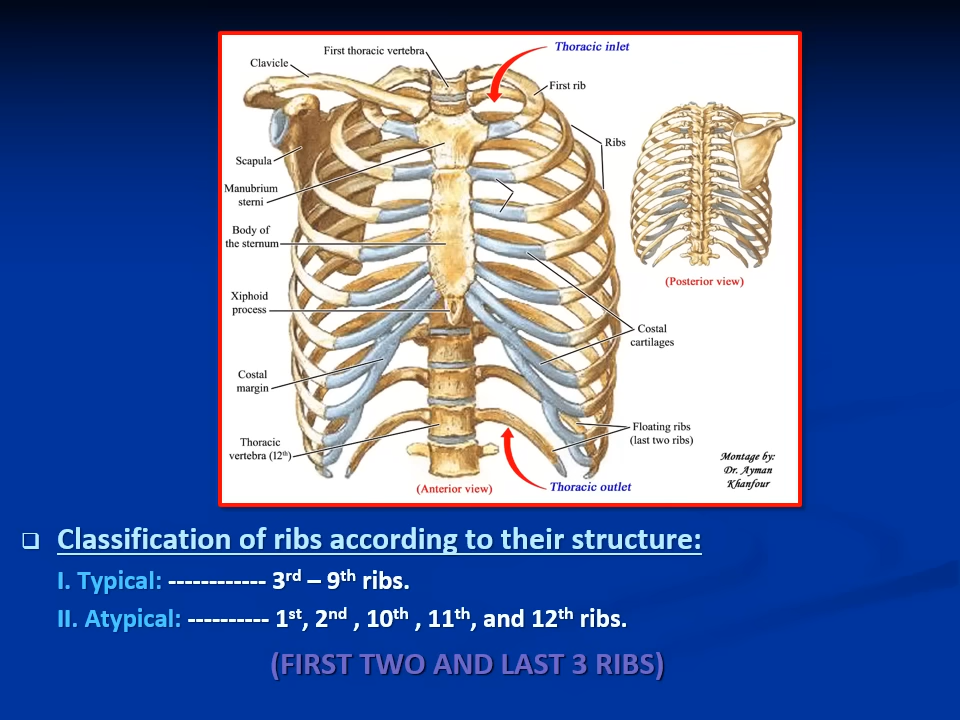 First thoracic vertebra
Thoracic inlet
Clavicle
First rib
Ribs
Scapula
Manubrium
sterni
Body of
the sternum
(Posterior view)
Xiphoid
process
Costal
cartilages
Costal
margin
Floating ribs
(last two ribs)
Thoracic
vertebra (12th)
Montage by:
Dr. Ayman
Khanfour
(Anterior view)
Thoracic outlet
❑ Classification of ribs according to their structure:
I. Typical: ------------ 3rd – 9th ribs.
II. Atypical: ---------- 1st, 2nd , 10th , 11th, and 12th ribs.
(FIRST TWO AND LAST 3 RIBS)